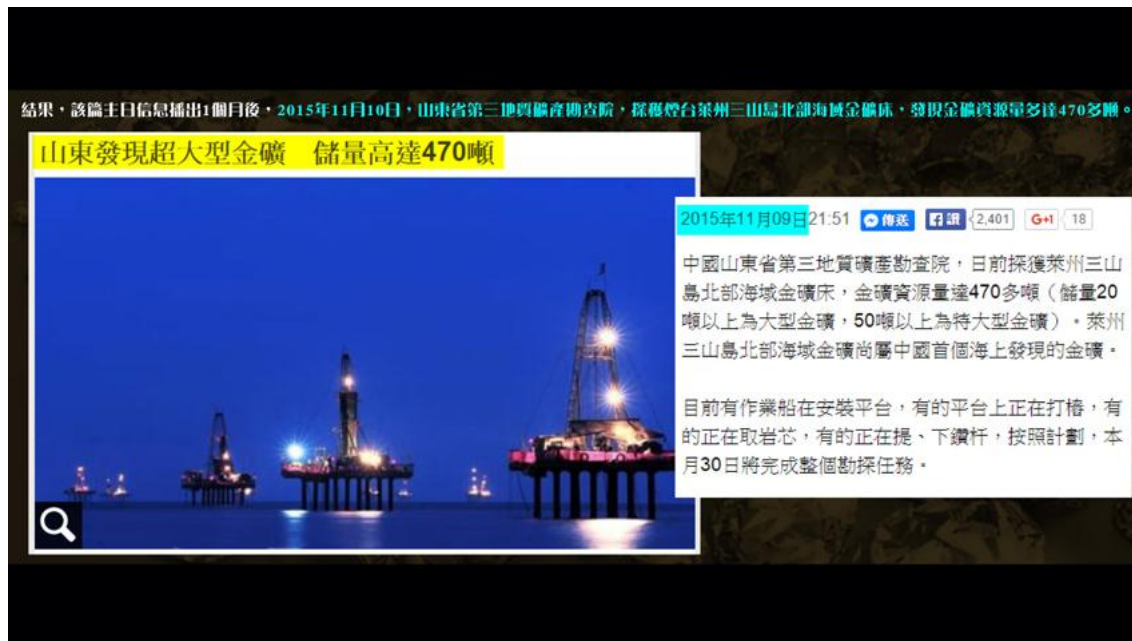 結果，該篇主日信息播出1個月後，2015年11月10日，山東省第三地質礦產勘查院，探獲煙台萊州三山島北部海域金礦床，發現金礦資源量多達470多噸。
山東發現超大型金礦　儲量高達470噸
2015年11月09日21:51 傳送 讚 2,401 G+1 18
中國山東省第三地質礦產勘查院，日前探獲萊州三山
島北部海域金礦床，金礦資源量達470多噸（儲量20
噸以上為大型金礦，50噸以上為特大型金礦）。萊州
三山島北部海域金礦尚屬中國首個海上發現的金礦。
目前有作業船在安裝平台，有的平台上正在打樁，有
的正在取岩芯，有的正在提、下鑽杆，按照計劃，本
月30日將完成整個勘探任務。